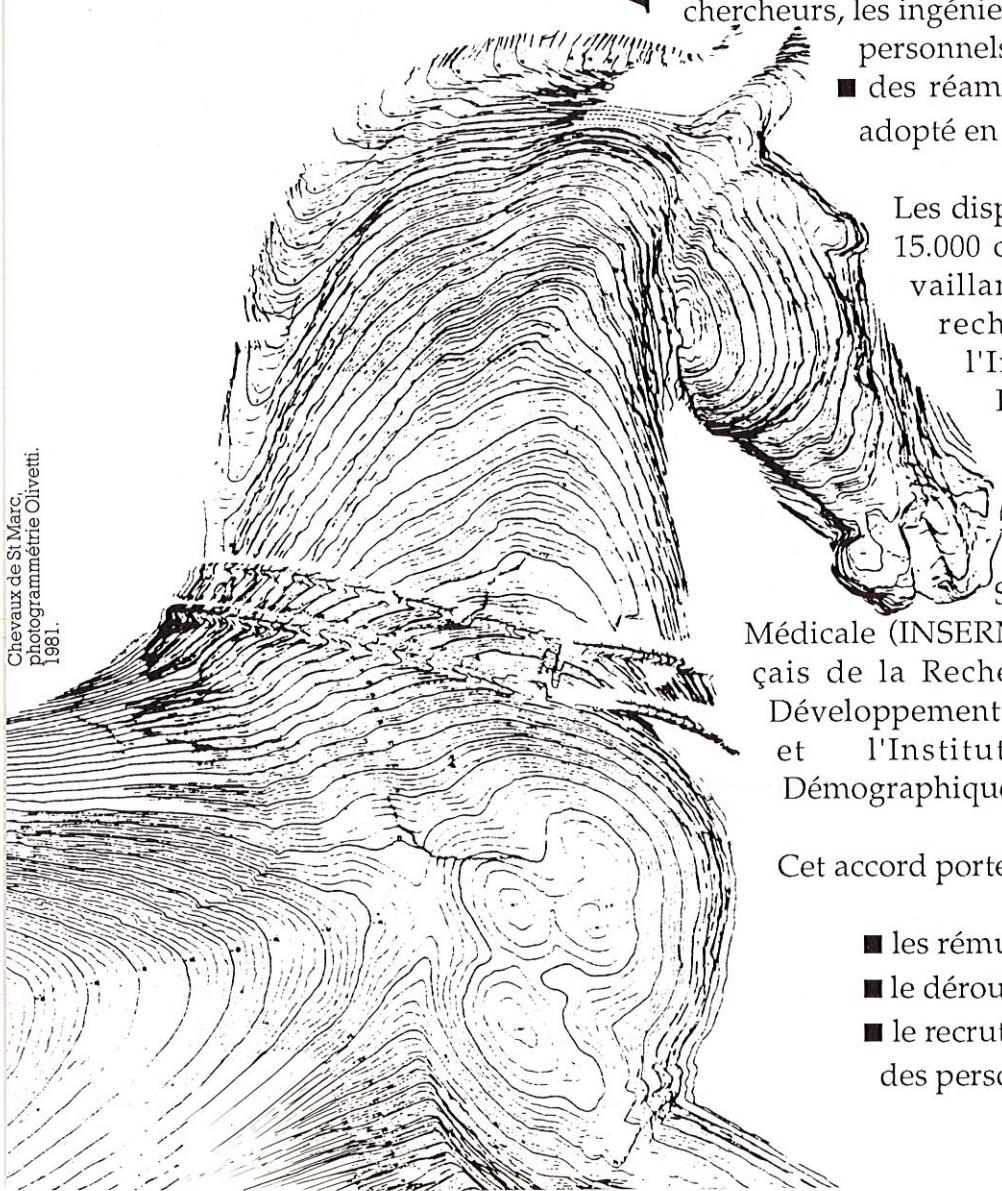 chercheurs, les ingénie
personnels
■ des réam
adopté en
Les disp
15.000 c
vaillan
rech
l'I
Médicale (INSERM
çais de la Reche
Développement
et l'Institut
Démographique
Cet accord porte
■ les rému
■ le dérou
■ le recrut
des perso
Chevaux de St Marc,
photogrammétrie Olivetti.
1981.